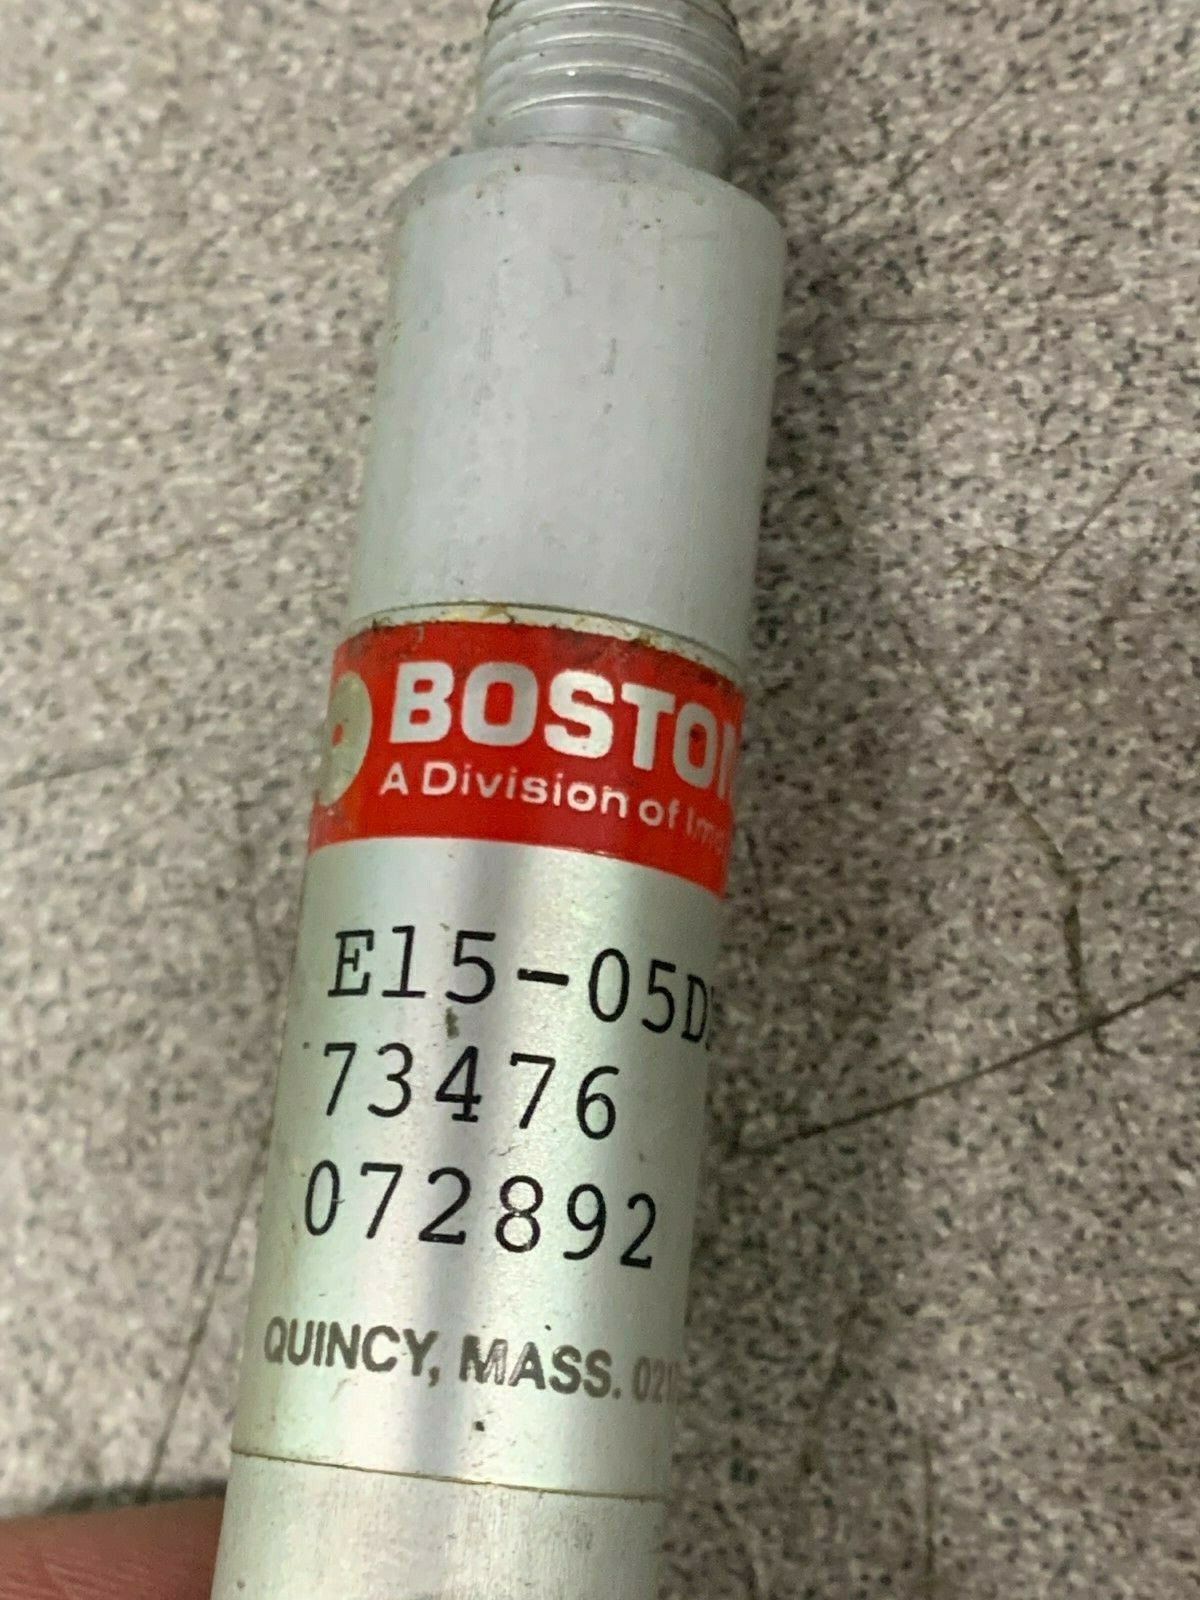 BOSTON
A Division of
E15-05D
73476
072892
QUINCY, MASS.